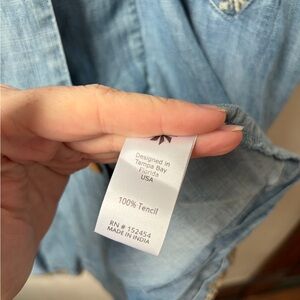 Designed in
Tampa Bay
Florida
USA
100% Tencil
RN # 152454
MADE IN INDIA